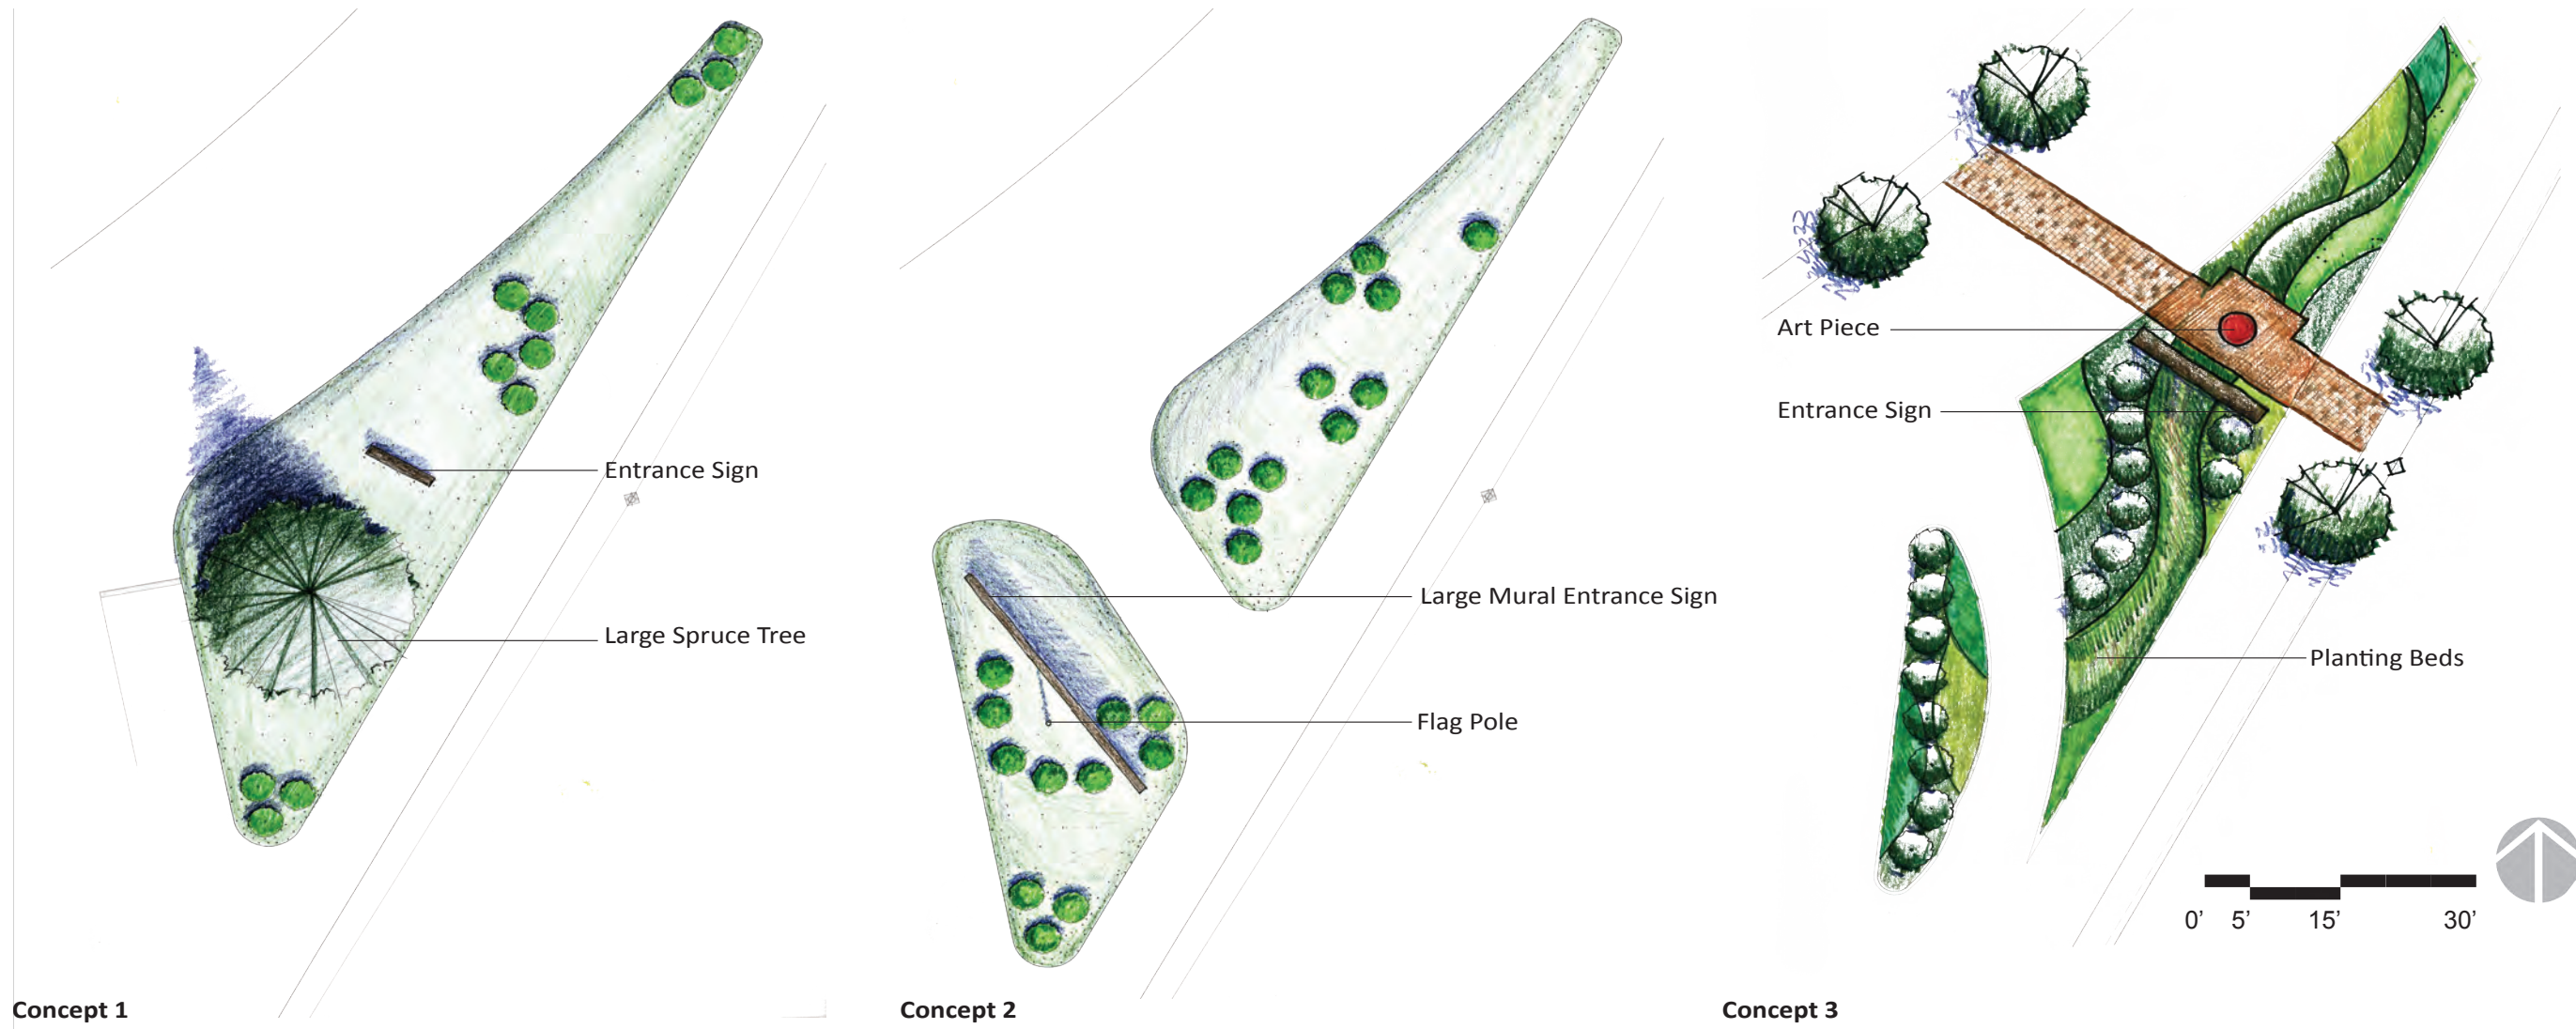 Entrance Sign
Large Spruce Tree
Concept 1
Large Mural Entrance Sign
Flag Pole
Concept 2
Art Piece
Entrance Sign
Planting Beds
0' 5' 15' 30'
Concept 3